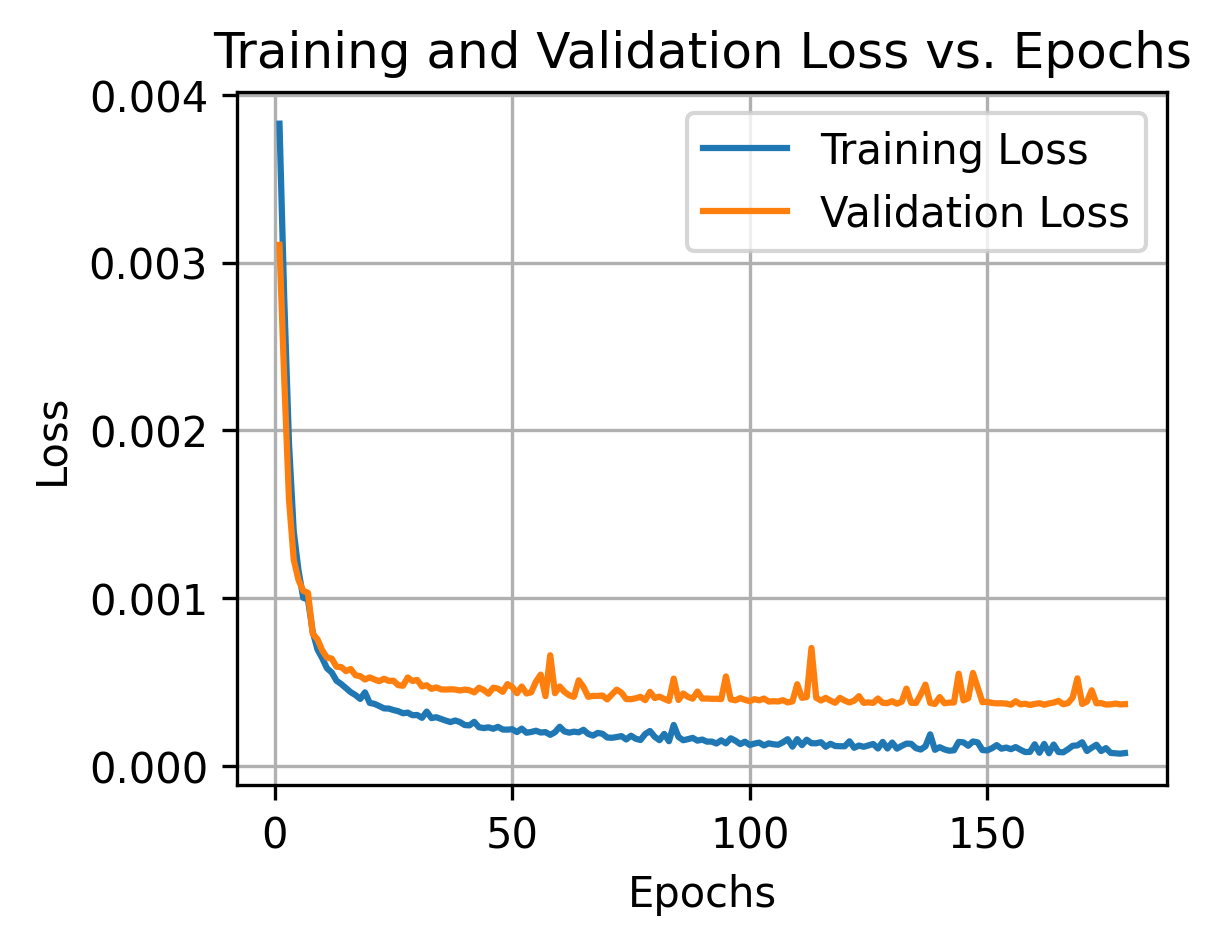 Training and Validation Loss vs. Epochs
0.004
0.003
0.002
0.001
0.000
Loss
Training Loss
Validation Loss
0
50
100
150
Epochs